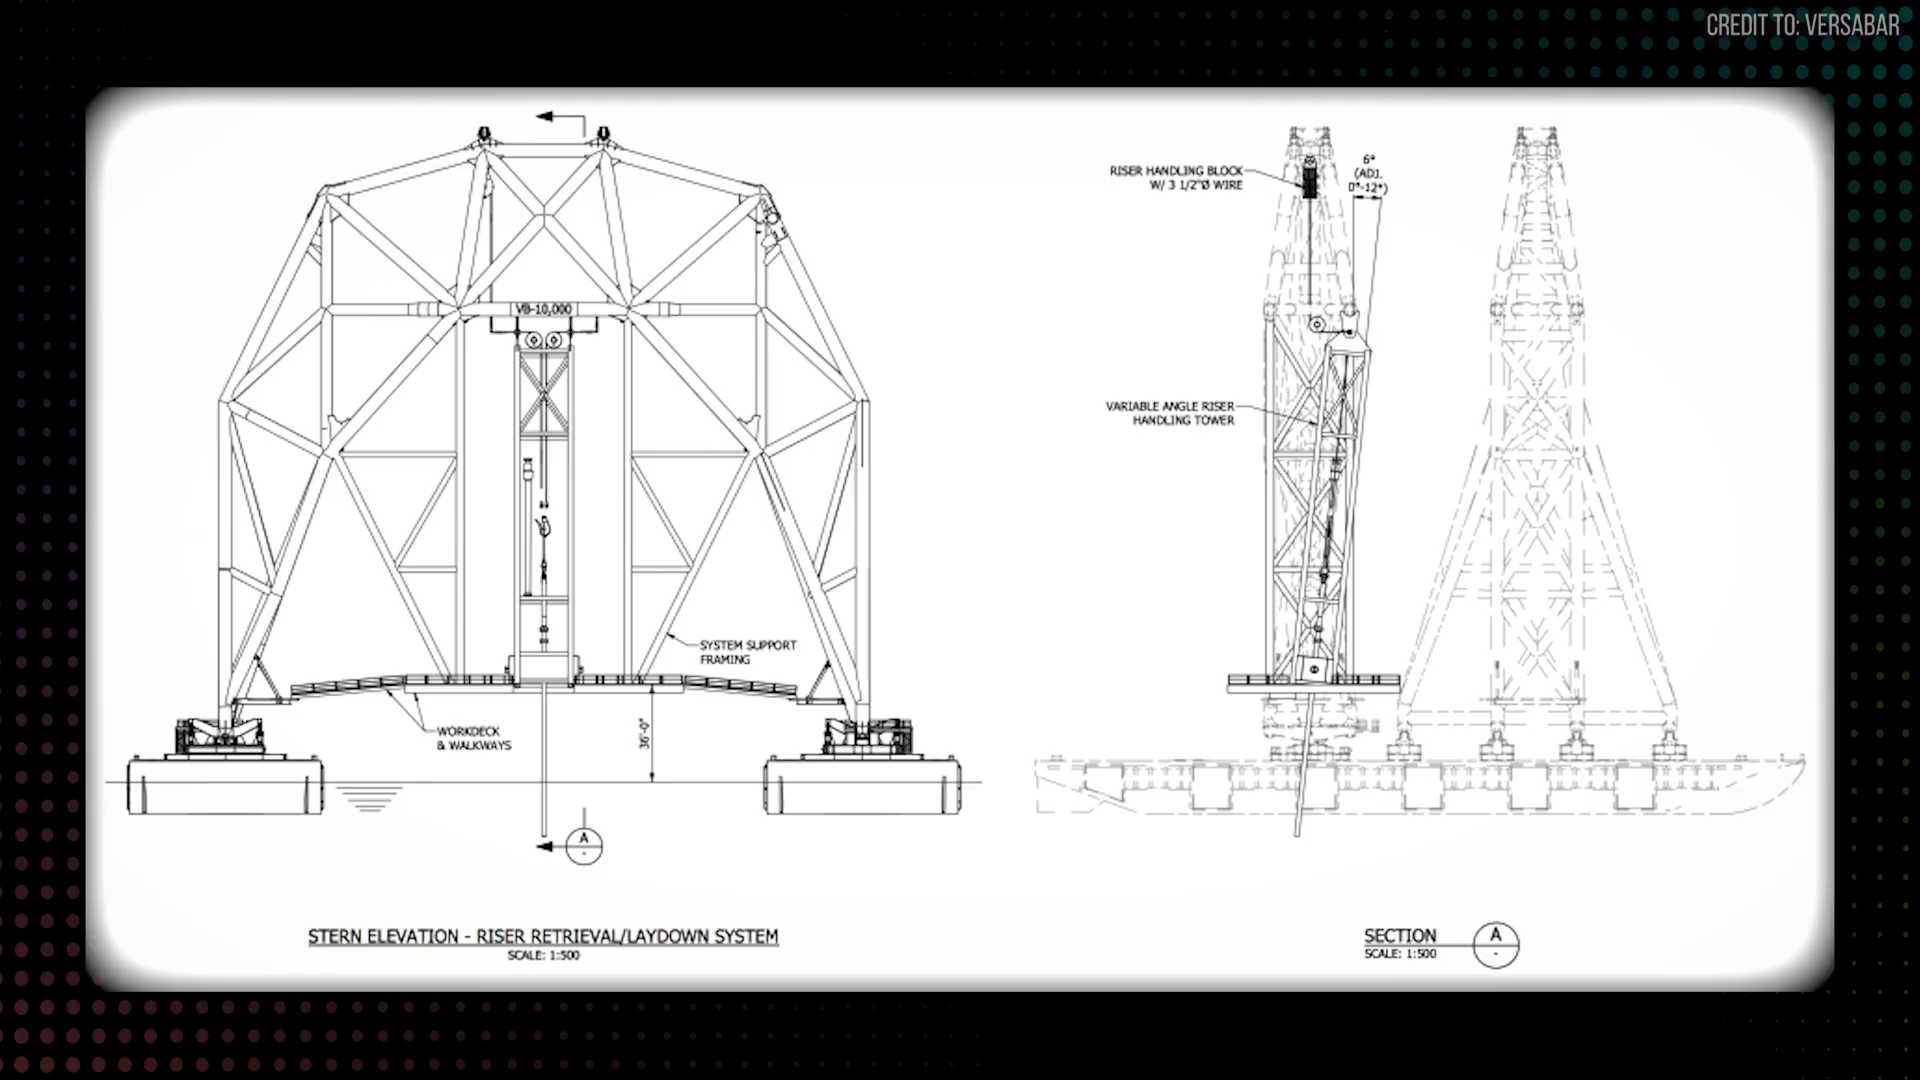 CREDIT TO: VERSABAR
VB-10,000
SYSTEM SUPPORT
FRAMING
WORKDECK
& WALKWAYS
36'-0"
A
-
STERN ELEVATION - RISER RETRIEVAL/LAYDOWN SYSTEM
SCALE: 1:500
RISER HANDLING BLOCK
W/ 3 1/2"Ø WIRE
6°
(ADJ.
0°-12°)
VARIABLE ANGLE RISER
HANDLING TOWER
SECTION
SCALE: 1:500
A
-